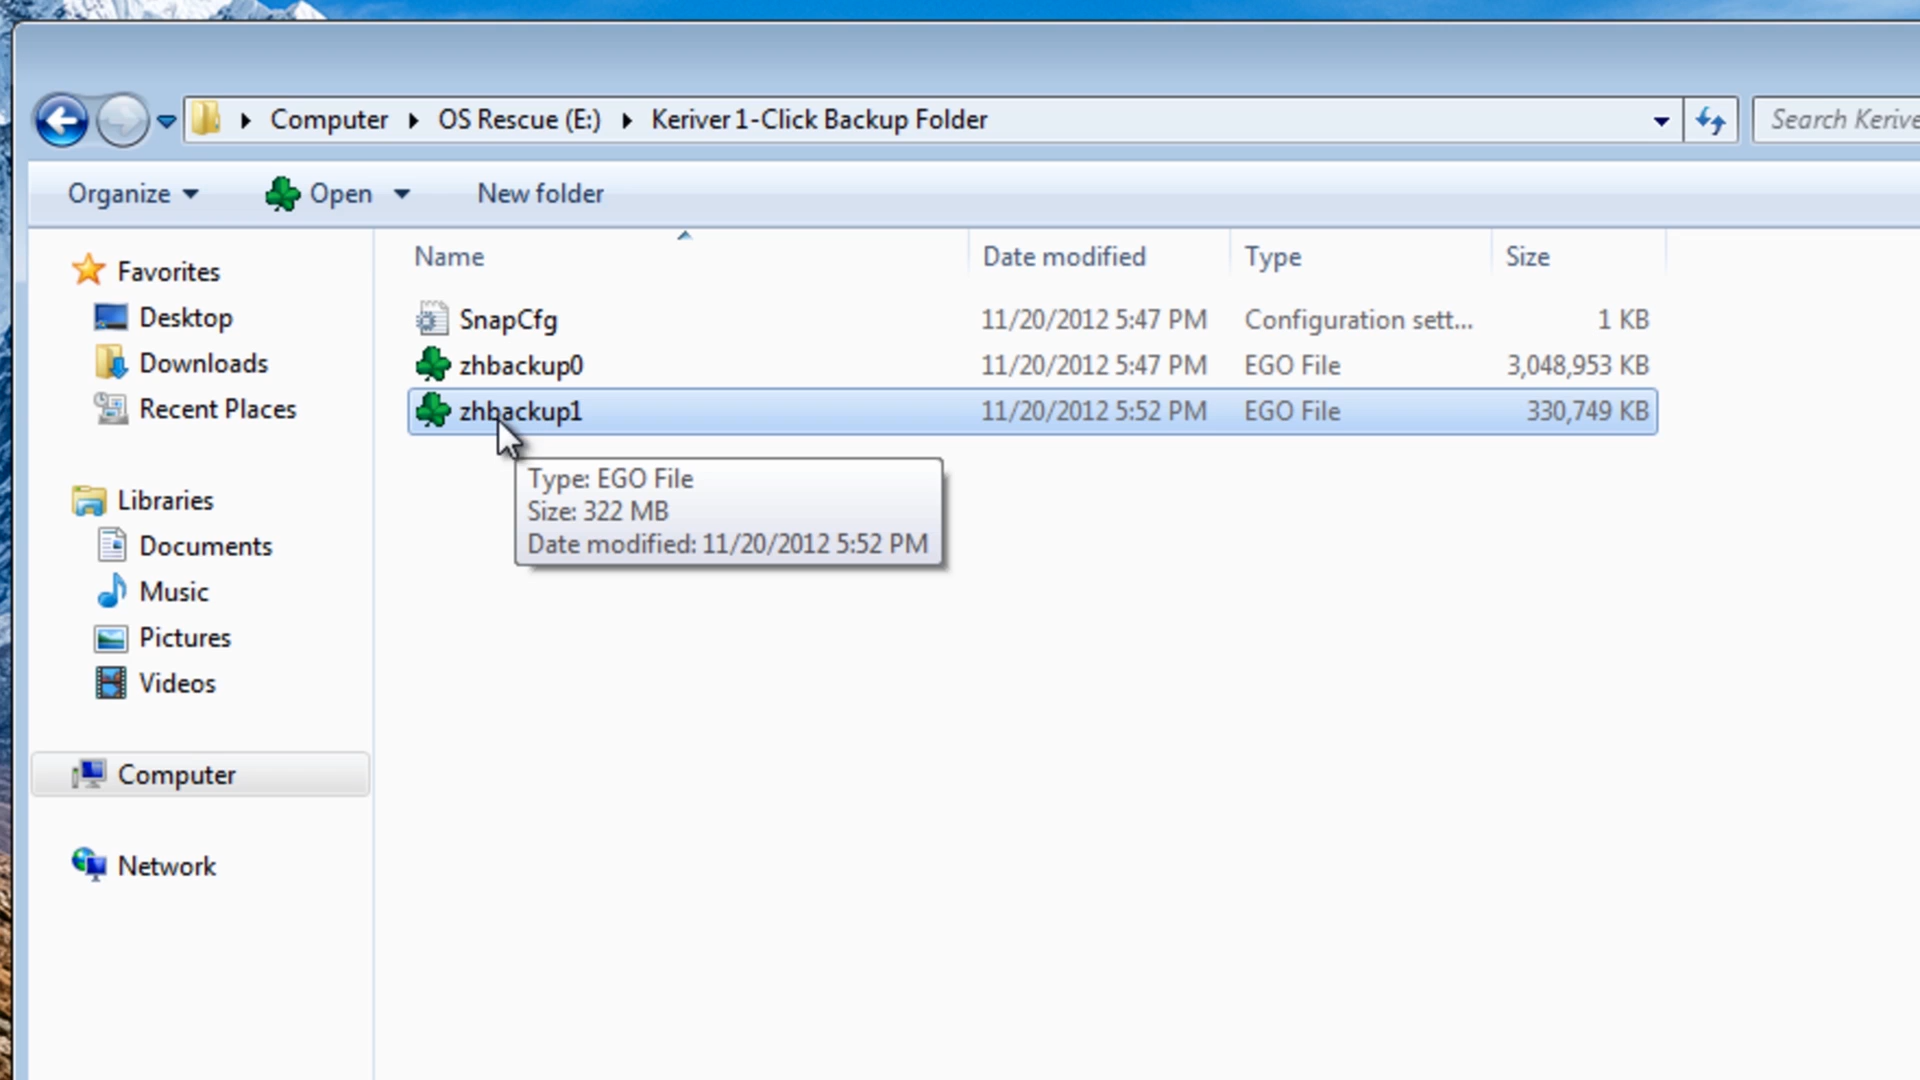 Computer ▸ OS Rescue (E:) ▸ Keriver 1-Click Backup Folder
Search Kerive
Organize Open New folder
Name Date modified Type Size
SnapCfg 11/20/2012 5:47 PM Configuration sett... 1 KB
zhbackup0 11/20/2012 5:47 PM EGO File 3,048,953 KB
zhbackup1 11/20/2012 5:52 PM EGO File 330,749 KB
Type: EGO File
Size: 322 MB
Date modified: 11/20/2012 5:52 PM
Favorites
Desktop
Downloads
Recent Places
Libraries
Documents
Music
Pictures
Videos
Computer
Network